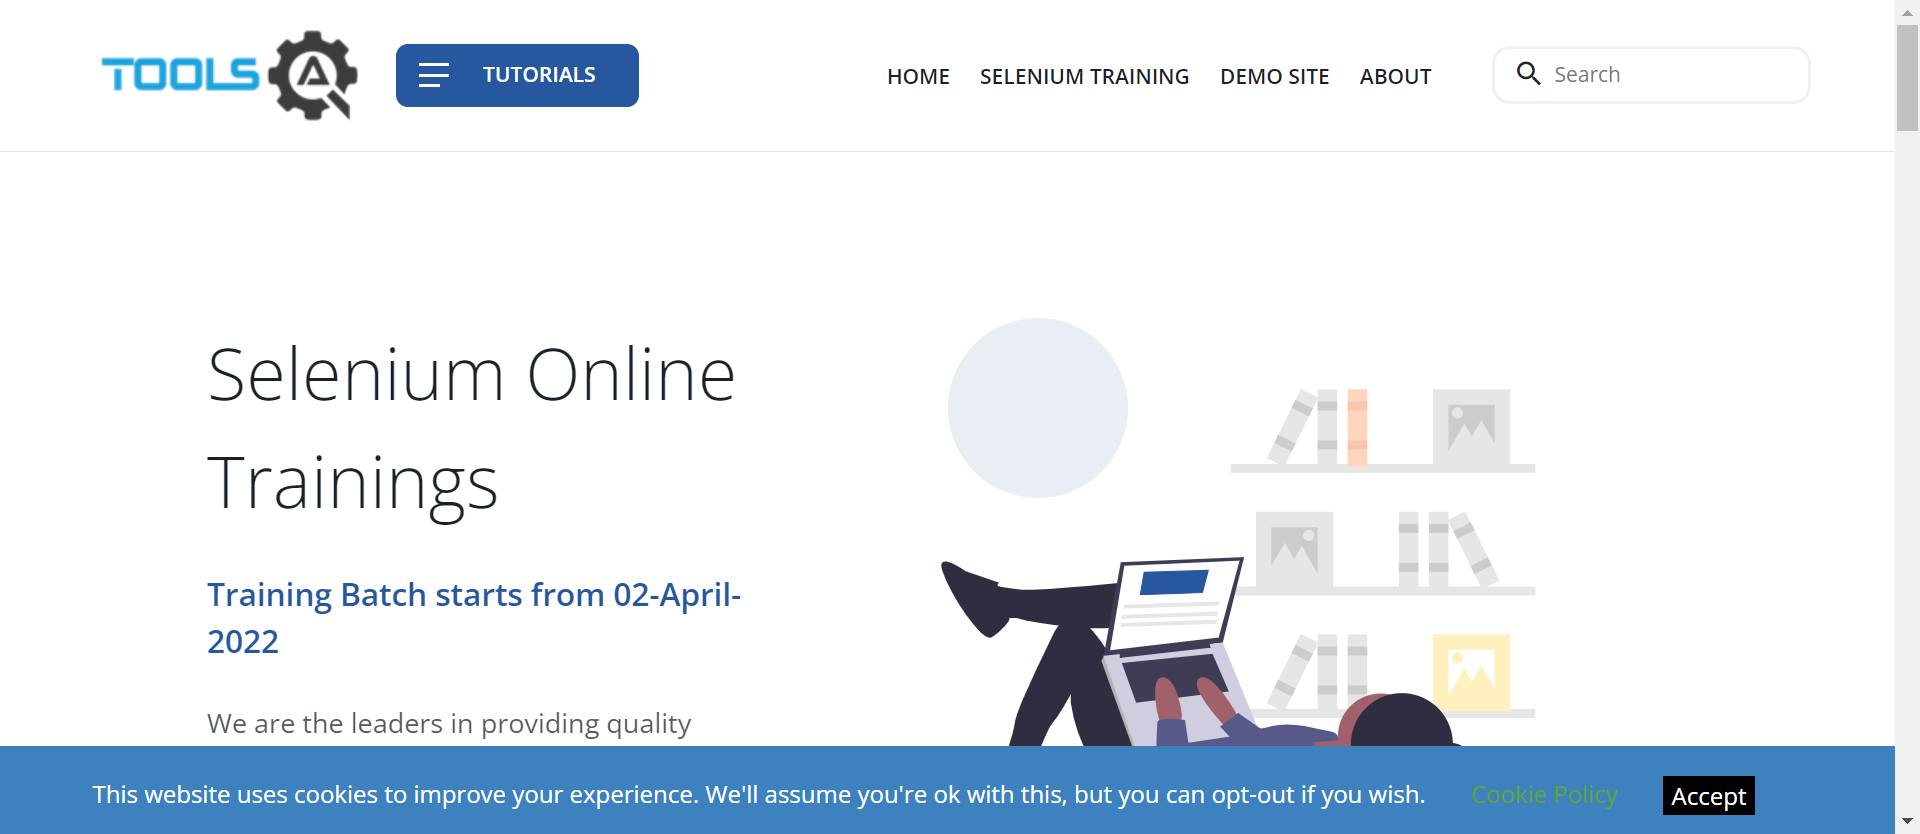 TOOLS QA
TUTORIALS
HOME SELENIUM TRAINING DEMO SITE ABOUT
Search
Selenium Online
Trainings
Training Batch starts from 02-April-
2022
We are the leaders in providing quality
This website uses cookies to improve your experience. We'll assume you're ok with this, but you can opt-out if you wish. Cookie Policy Accept